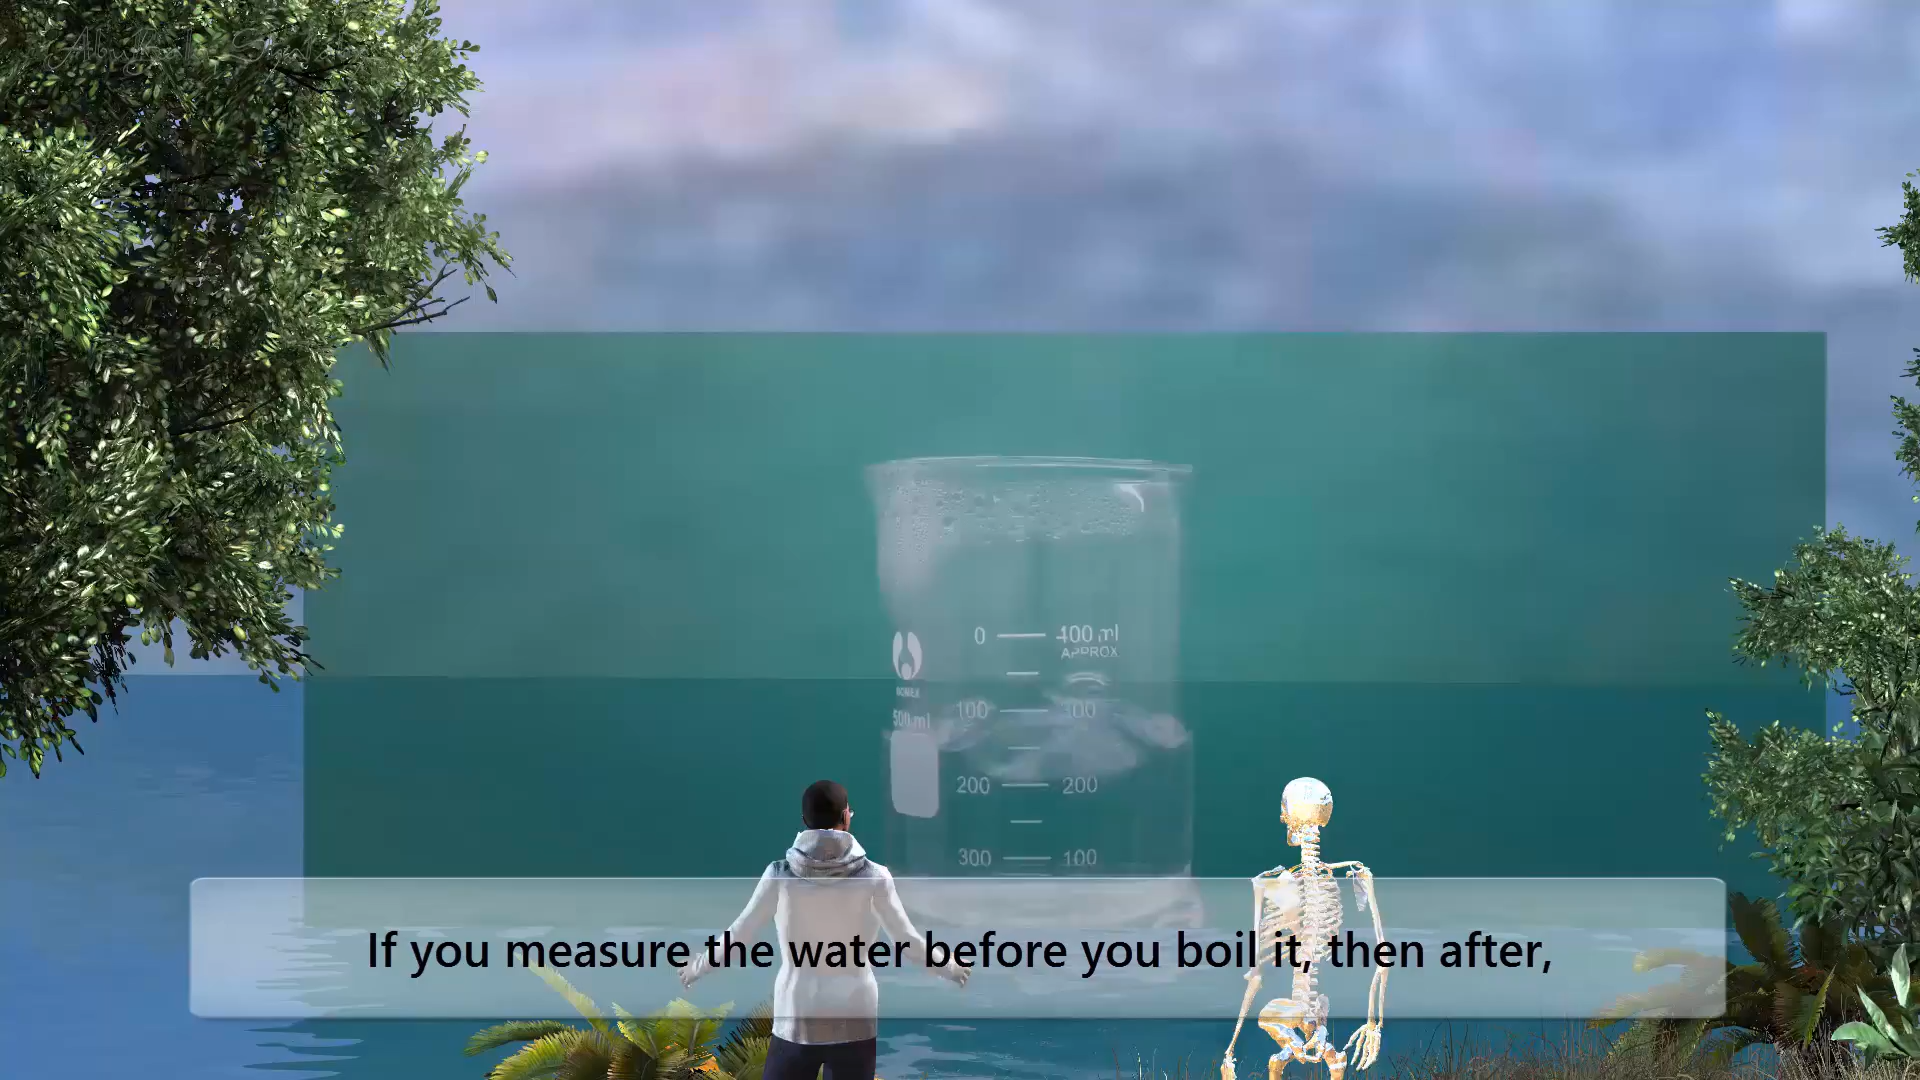 0 400 ml
APPROX
BOMEX
500 ml
100 300
200 200
300 100
If you measure the water before you boil it, then after,